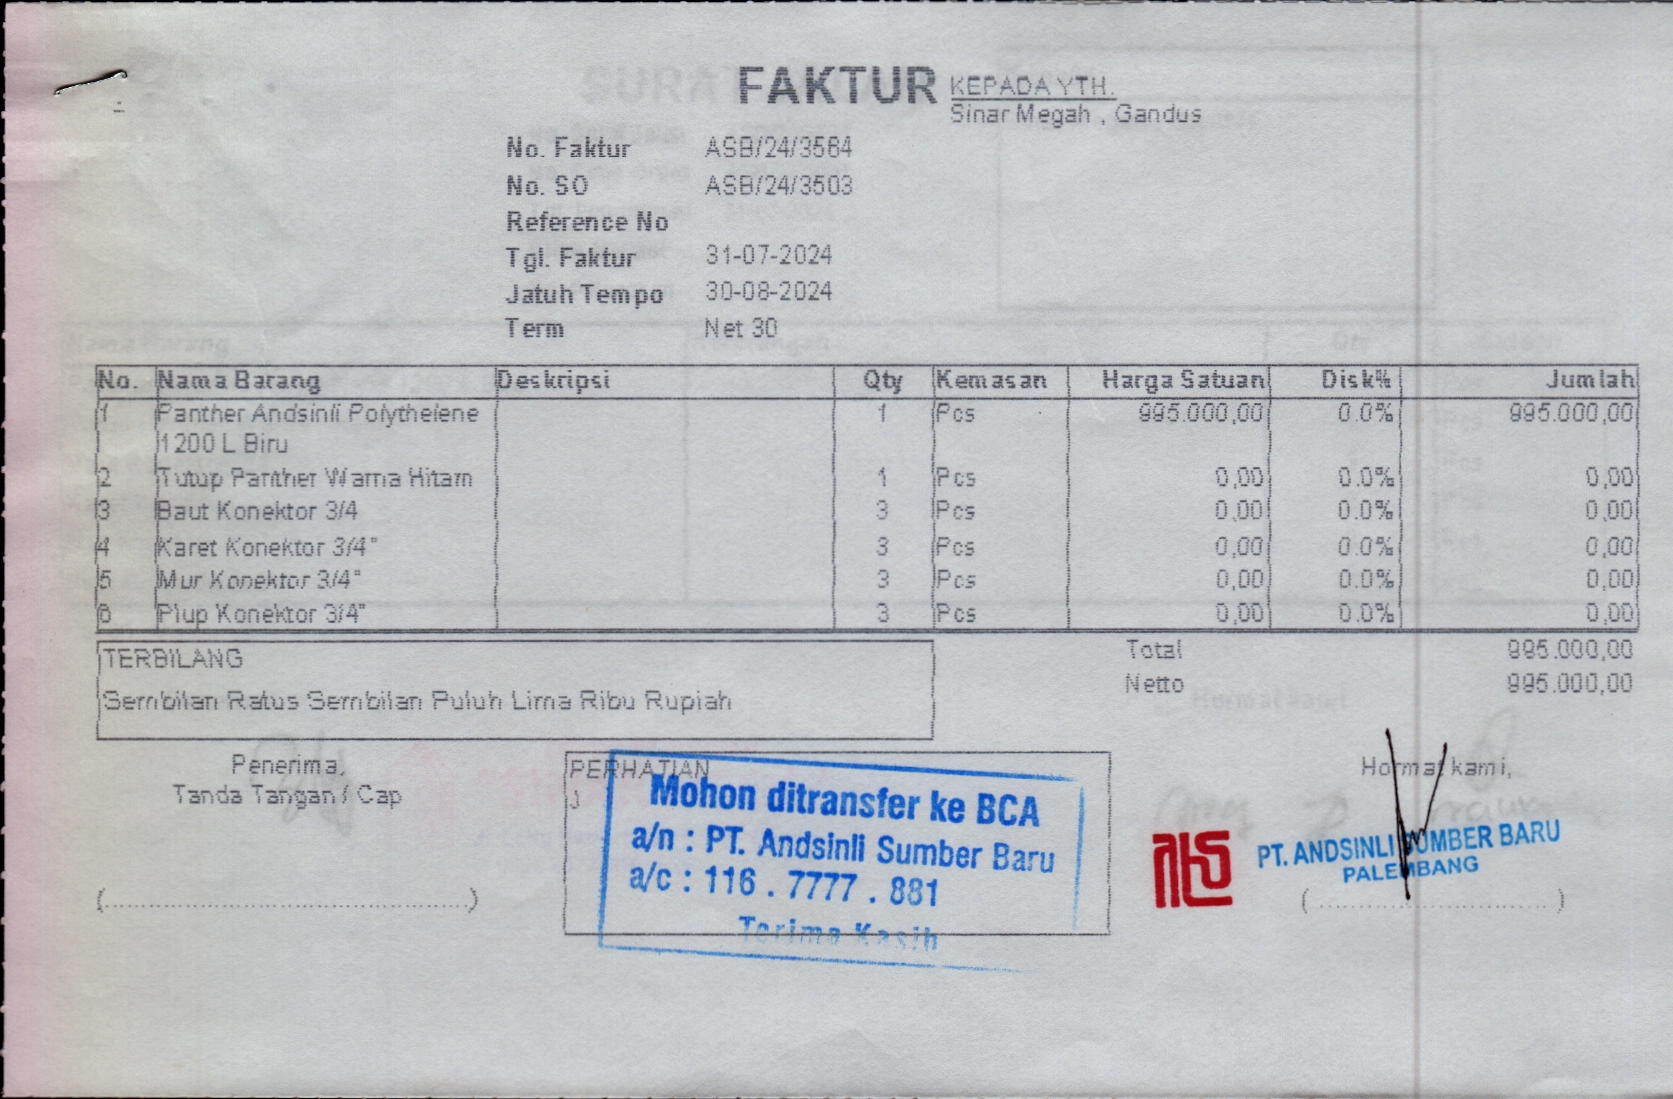 FAKTUR
KEPADA YTH.
Sinar Megah , Gandus
No. Faktur ASB/24/3564
No. SO ASB/24/3503
Reference No
Tgl. Faktur 31-07-2024
Jatuh Tempo 30-08-2024
Term Net 30
No. Nama Barang Deskripsi Qty Kemasan Harga Satuan Disk% Jumlah
1 Panther Andsinli Polythelene 1 Pcs 995.000,00 0.0% 995.000,00
1200 L Biru
2 Tutup Panther Warna Hitam 1 Pcs 0,00 0.0% 0,00
3 Baut Konektor 3/4 3 Pcs 0,00 0.0% 0,00
4 Karet Konektor 3/4" 3 Pcs 0,00 0.0% 0,00
5 Mur Konektor 3/4" 3 Pcs 0,00 0.0% 0,00
6 Plup Konektor 3/4" 3 Pcs 0,00 0.0% 0,00
TERBILANG
Sembilan Ratus Sembilan Puluh Lima Ribu Rupiah
Total 995.000,00
Netto 995.000,00
Penerima,
Tanda Tangan / Cap
(........................................)
PERHATIAN
Mohon ditransfer ke BCA
a/n : PT. Andsinli Sumber Baru
a/c : 116 . 7777 . 881
Terima Kasih
Hormat kami,
PT. ANDSINLI SUMBER BARU
PALEMBANG
(............................)